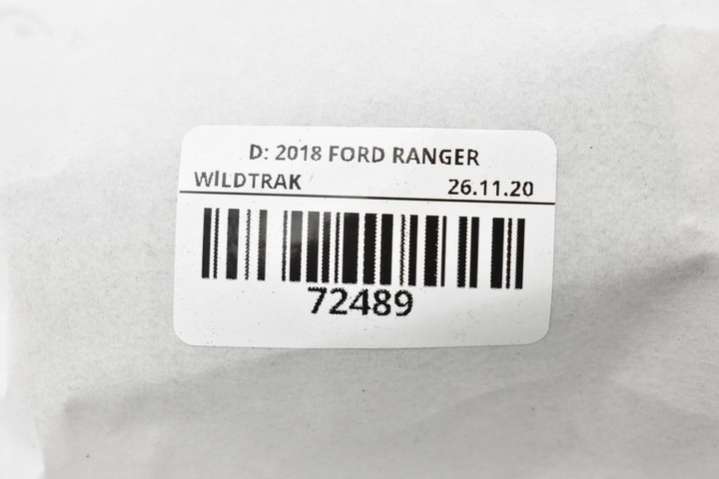 D: 2018 FORD RANGER
WILDTRAK 26.11.20
72489